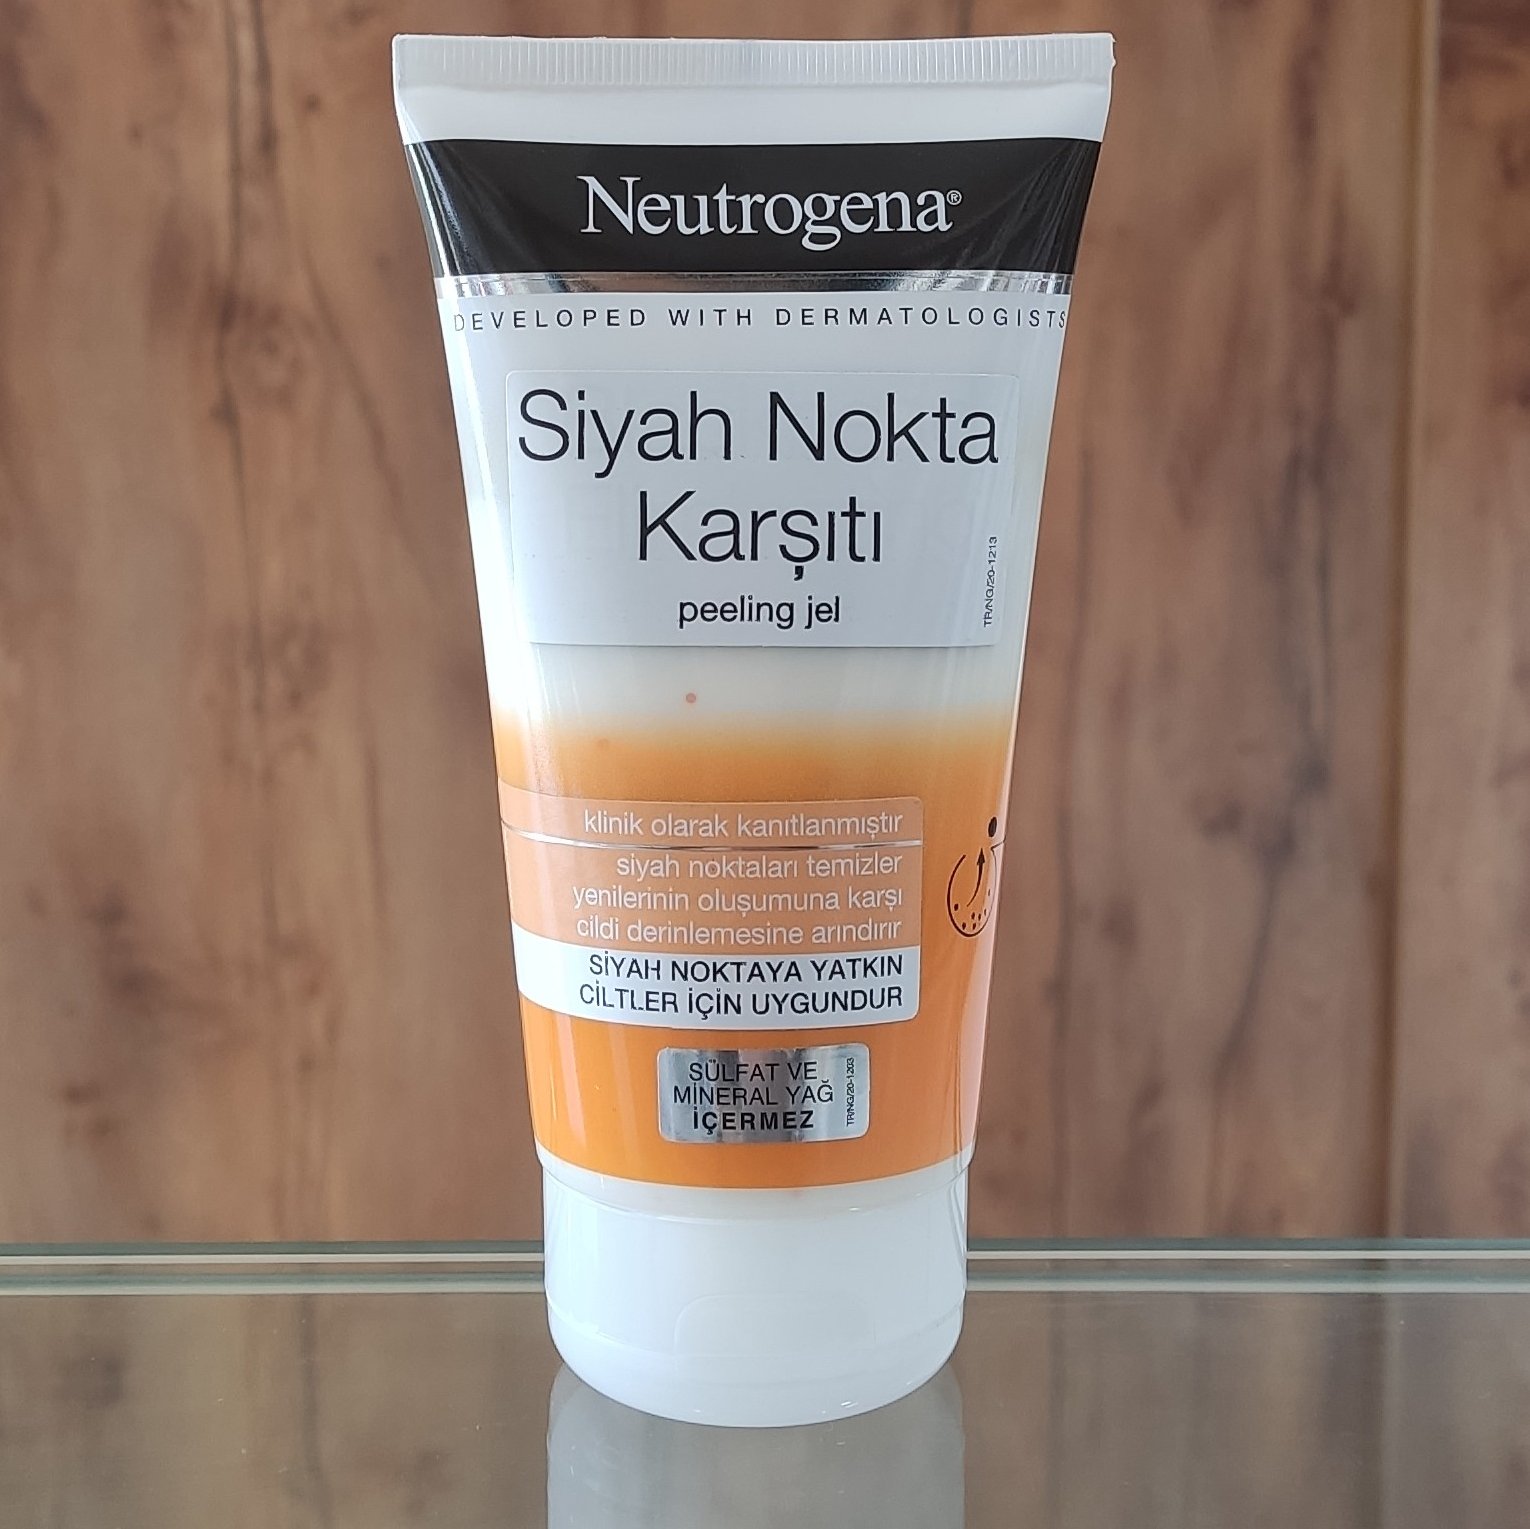 Neutrogena®
DEVELOPED WITH DERMATOLOGISTS
Siyah Nokta
Karşıtı
peeling jel
TR/NG/20-1213
klinik olarak kanıtlanmıştır
siyah noktaları temizler
yenilerinin oluşumuna karşı
cildi derinlemesine arındırır
SİYAH NOKTAYA YATKIN
CİLTLER İÇİN UYGUNDUR
SÜLFAT VE
MİNERAL YAĞ
İÇERMEZ
TR/NG/20-1203